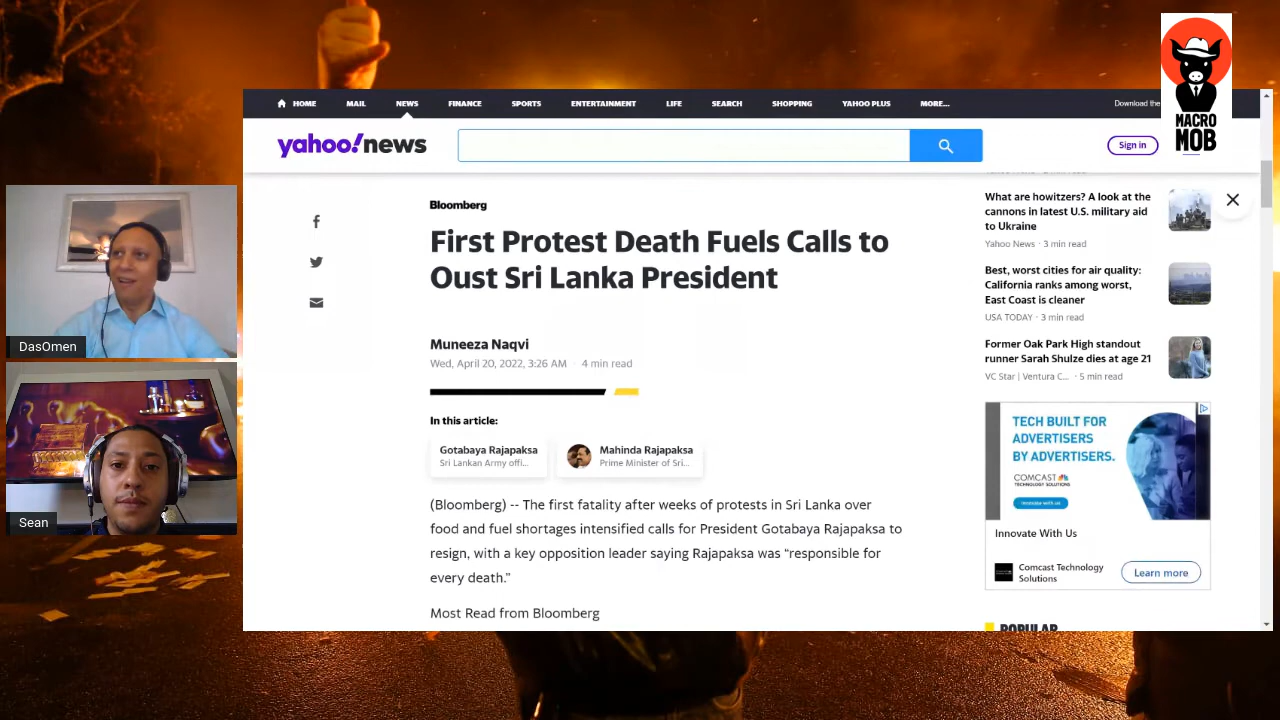 MACRO
MOB
HOME MAIL NEWS FINANCE SPORTS ENTERTAINMENT LIFE SEARCH SHOPPING YAHOO PLUS MORE... Download the
yahoo!news
Sign in
DasOmen
Sean
Bloomberg
First Protest Death Fuels Calls to
Oust Sri Lanka President
Muneeza Naqvi
Wed, April 20, 2022, 3:26 AM · 4 min read
In this article:
Gotabaya Rajapaksa
Sri Lankan Army offi...
Mahinda Rajapaksa
Prime Minister of Sri...
(Bloomberg) -- The first fatality after weeks of protests in Sri Lanka over
food and fuel shortages intensified calls for President Gotabaya Rajapaksa to
resign, with a key opposition leader saying Rajapaksa was “responsible for
every death.”
Most Read from Bloomberg
What are howitzers? A look at the
cannons in latest U.S. military aid
to Ukraine
Yahoo News · 3 min read
Best, worst cities for air quality:
California ranks among worst,
East Coast is cleaner
USA TODAY · 3 min read
Former Oak Park High standout
runner Sarah Shulze dies at age 21
VC Star | Ventura C... · 5 min read
TECH BUILT FOR
ADVERTISERS
BY ADVERTISERS.
COMCAST
TECHNOLOGY SOLUTIONS
Innovate With Us
Comcast Technology
Solutions
Learn more
POPULAR